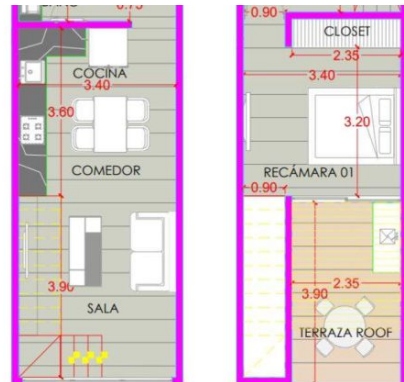 0.75
COCINA
3.40
3.60
COMEDOR
3.90
SALA
0.90
CLOSET
2.35
3.40
3.20
RECÁMARA 01
0.90
2.35
3.90
TERRAZA ROOF